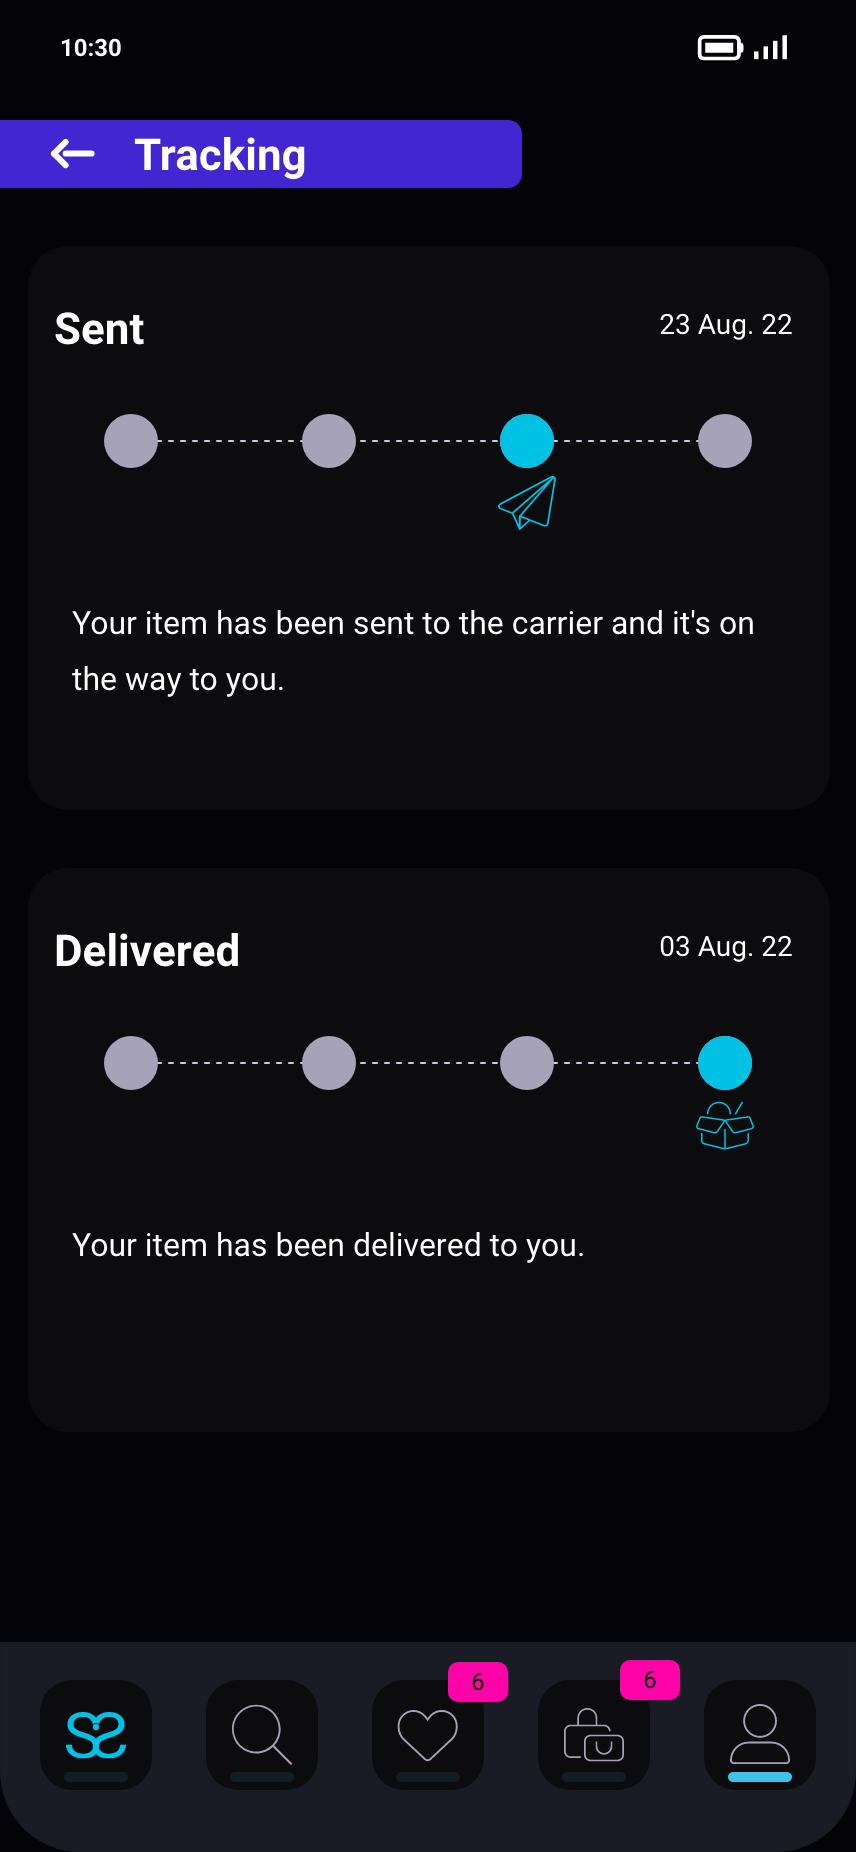 10:30
Tracking
Sent
23 Aug. 22
Your item has been sent to the carrier and it's on
the way to you.
Delivered
03 Aug. 22
Your item has been delivered to you.
6
6